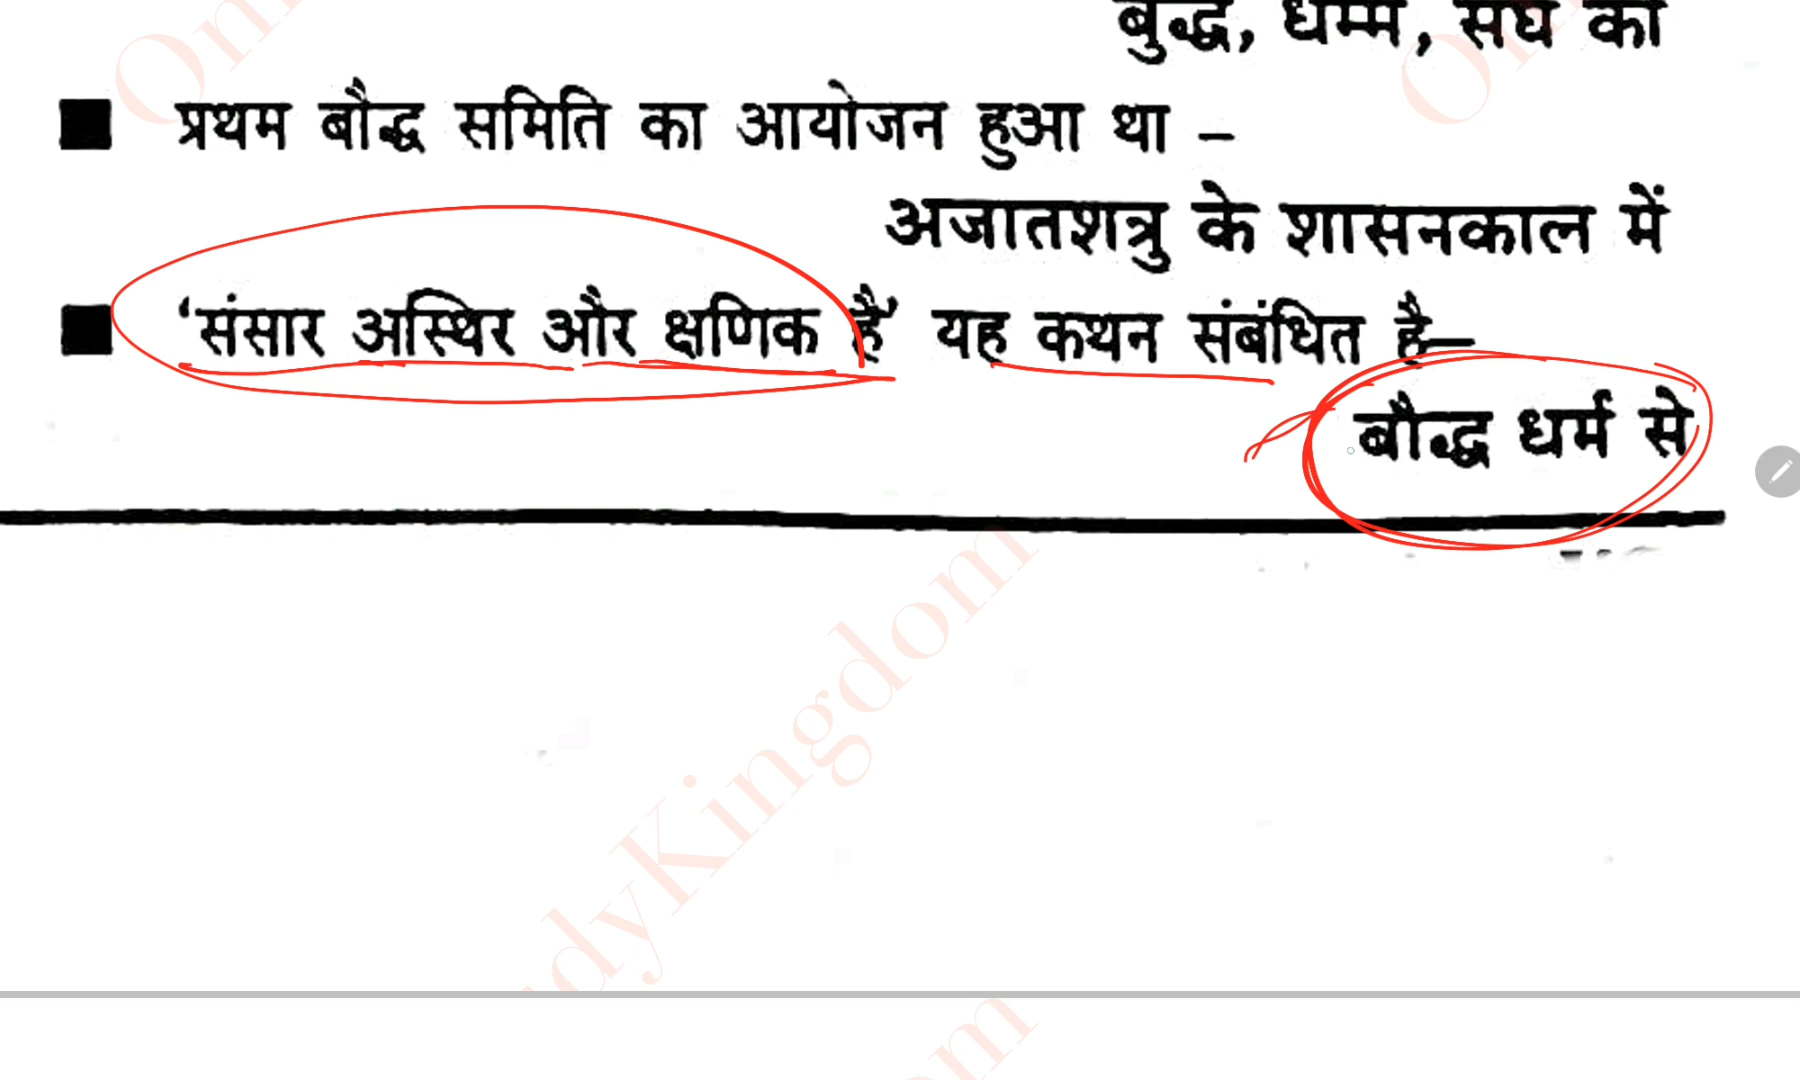 बुद्ध, धम्म, संघ का
■ प्रथम बौद्ध समिति का आयोजन हुआ था –
अजातशत्रु के शासनकाल में
■ ‘संसार अस्थिर और क्षणिक है’ यह कथन संबंधित है–
बौद्ध धर्म से